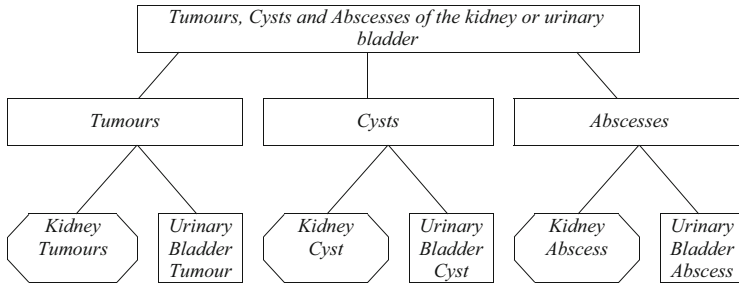 Tumours, Cysts and Abscesses of the kidney or urinary
bladder
Tumours
Cysts
Abscesses
Kidney
Tumours
Urinary
Bladder
Tumour
Kidney
Cyst
Urinary
Bladder
Cyst
Kidney
Abscess
Urinary
Bladder
Abscess